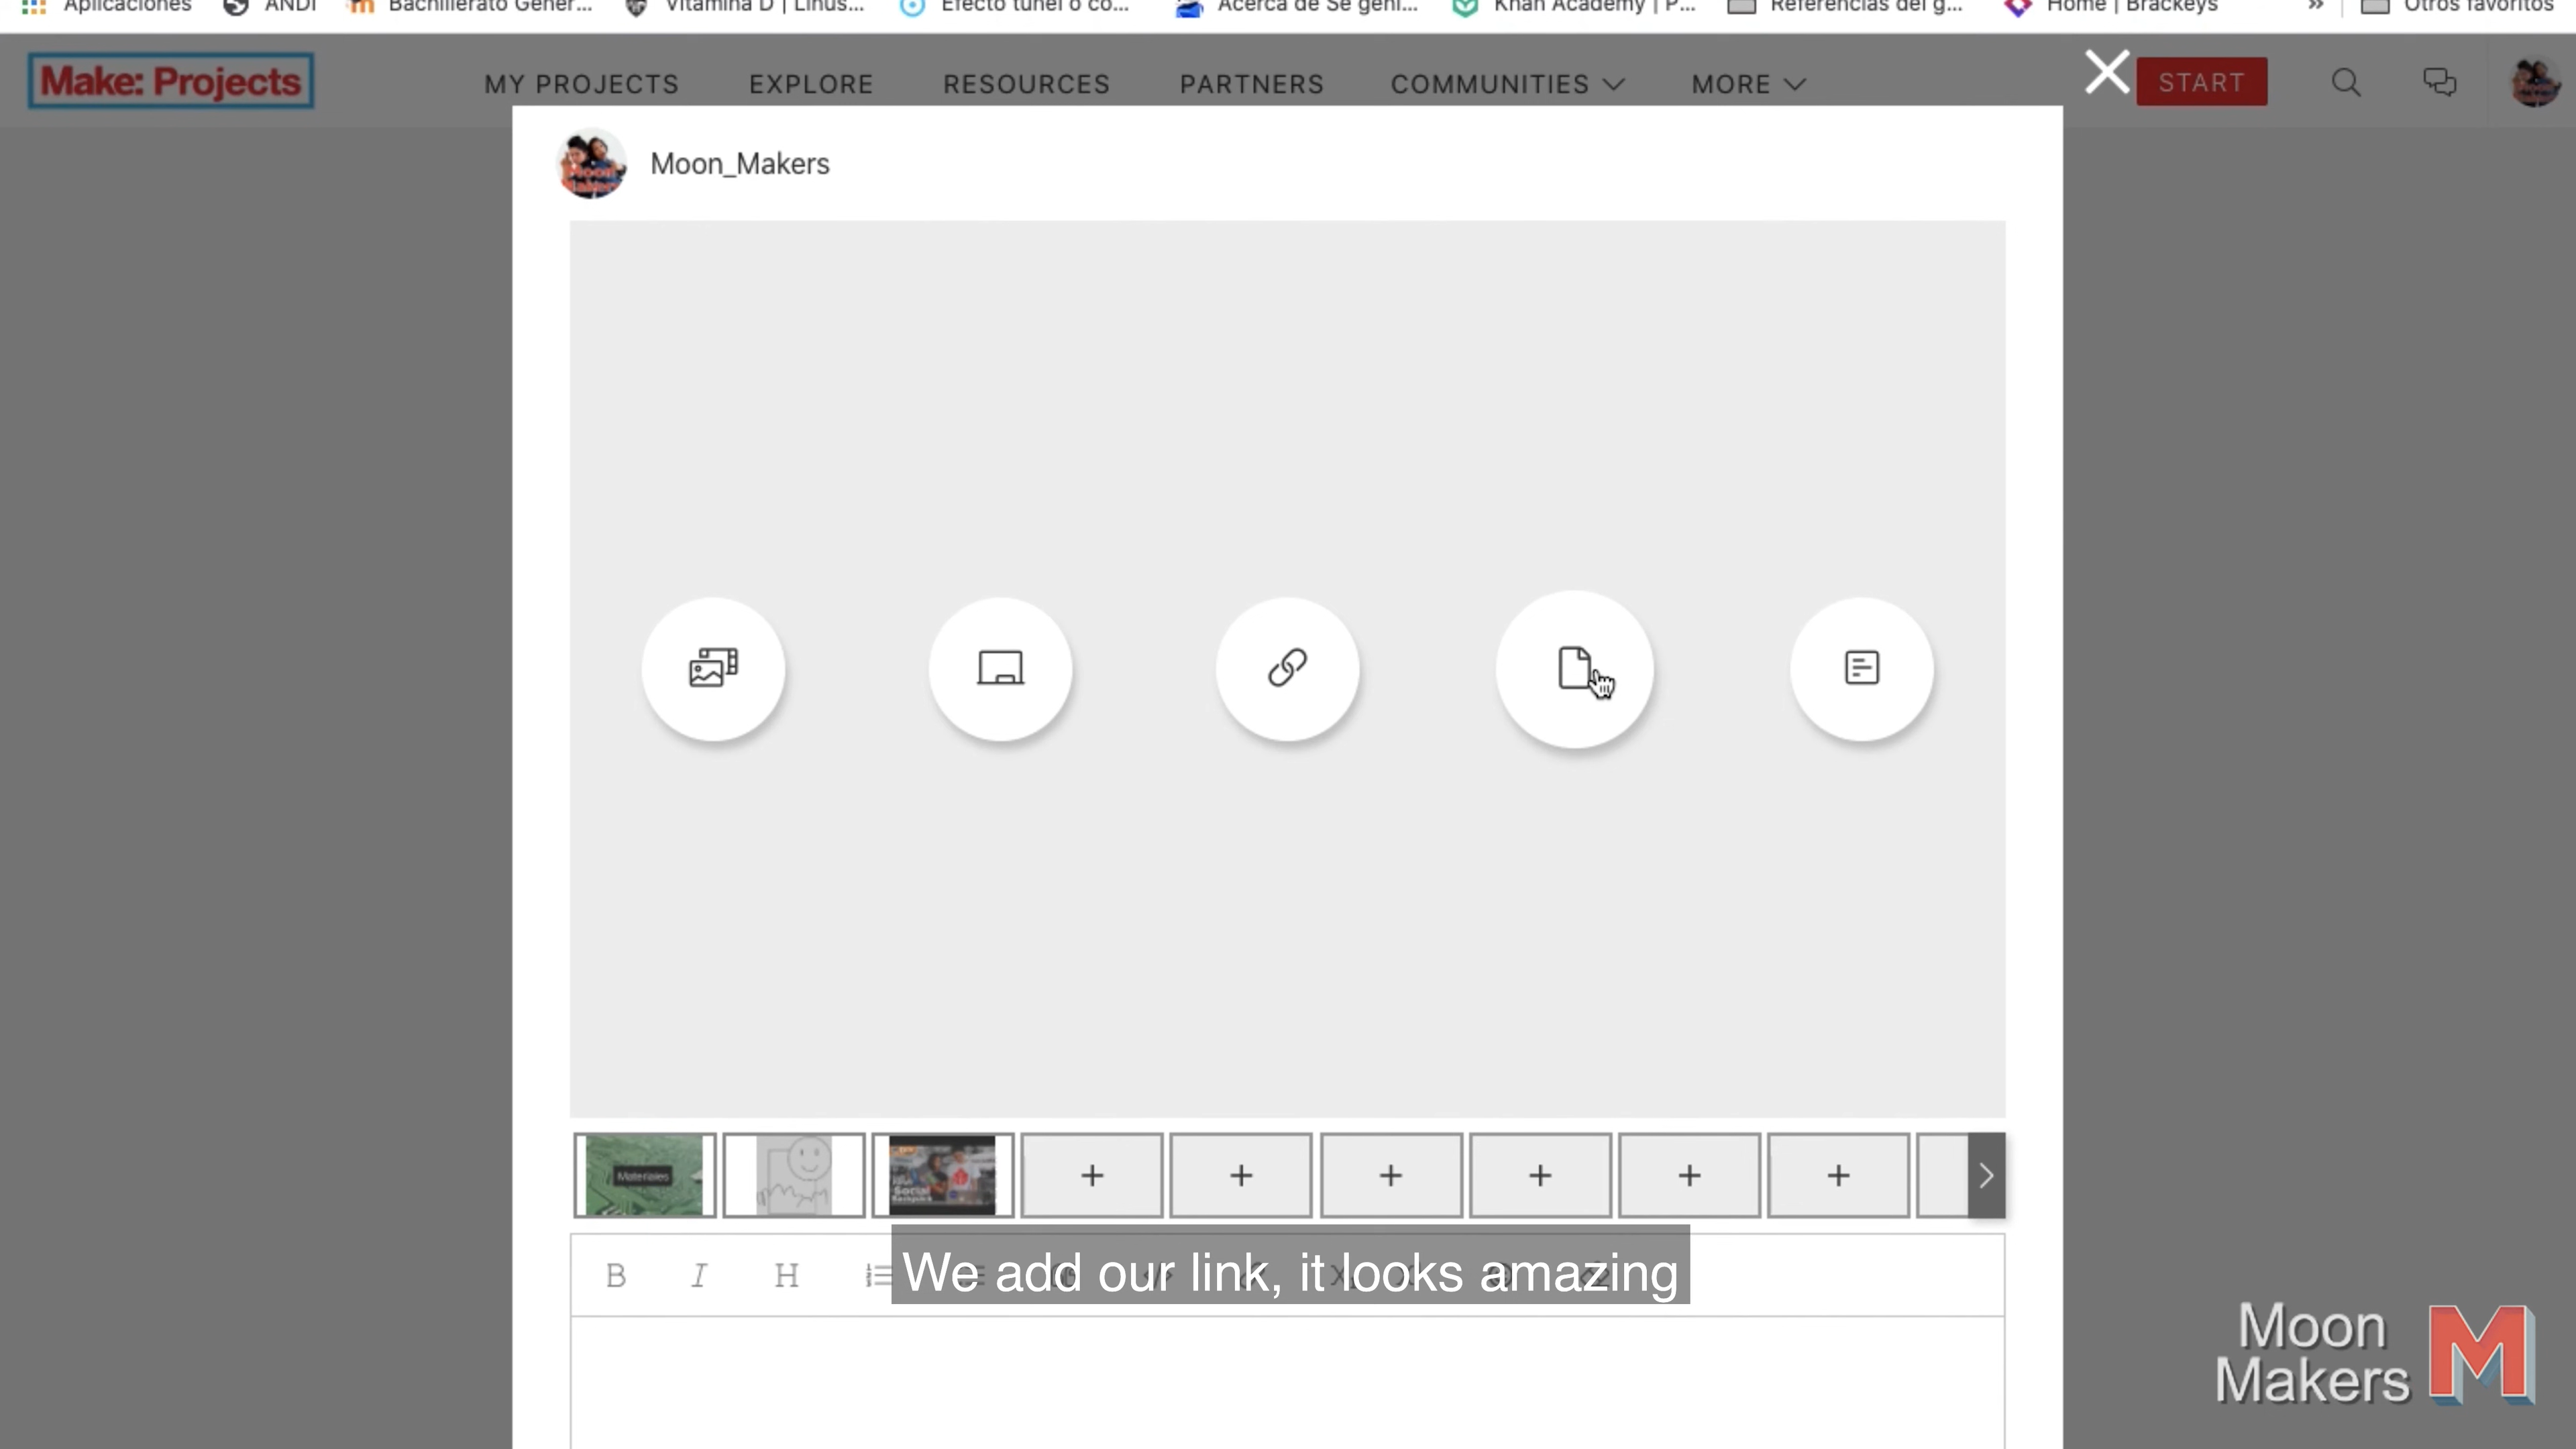 Aplicaciones ANDI Bachillerato Gener... Vitamina D | Linus... Efecto túnel o co... Acerca de Sé geni... Khan Academy | P... Referencias del g... Home | Brackeys » Otros favoritos
Make: Projects MY PROJECTS EXPLORE RESOURCES PARTNERS COMMUNITIES MORE START
Moon_Makers
Materiales
Social
B I H
We add our link, it looks amazing
Moon
Makers M